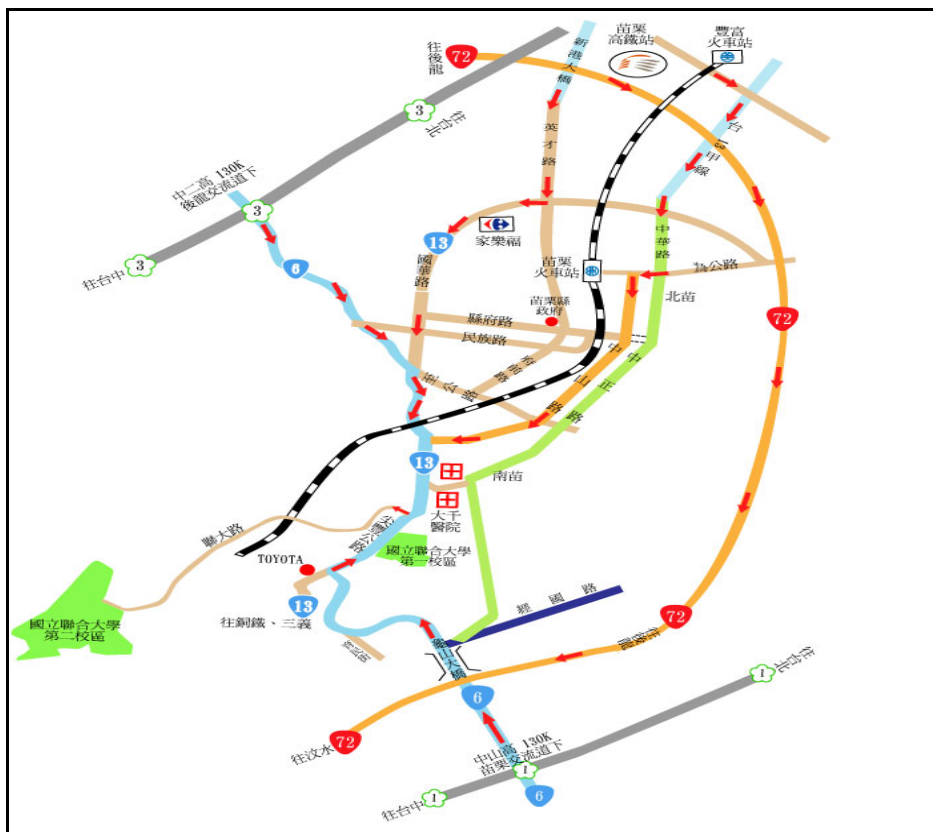 往後龍
72
新港大橋
苗栗
高鐵站
豐富
火車站
3
往台北
台13甲線
英才路
中二高 130K
後龍交流道下
3
家樂福
13
中華路
往台中
3
6
國華路
苗栗
火車站
為公路
北苗
苗栗縣
政府
72
縣府路
民族路
府前路
至公路
中山路
中正路
13
南苗
大千
醫院
聯大路
尖豐公路
國立聯合大學
第一校區
TOYOTA
13
往銅鐵、三義
國立聯合大學
第二校區
經國路
72
往後龍
龜山大橋
6
往台北
1
往汶水
72
中山高 130K
苗栗交流道下
1
往台中
1
6